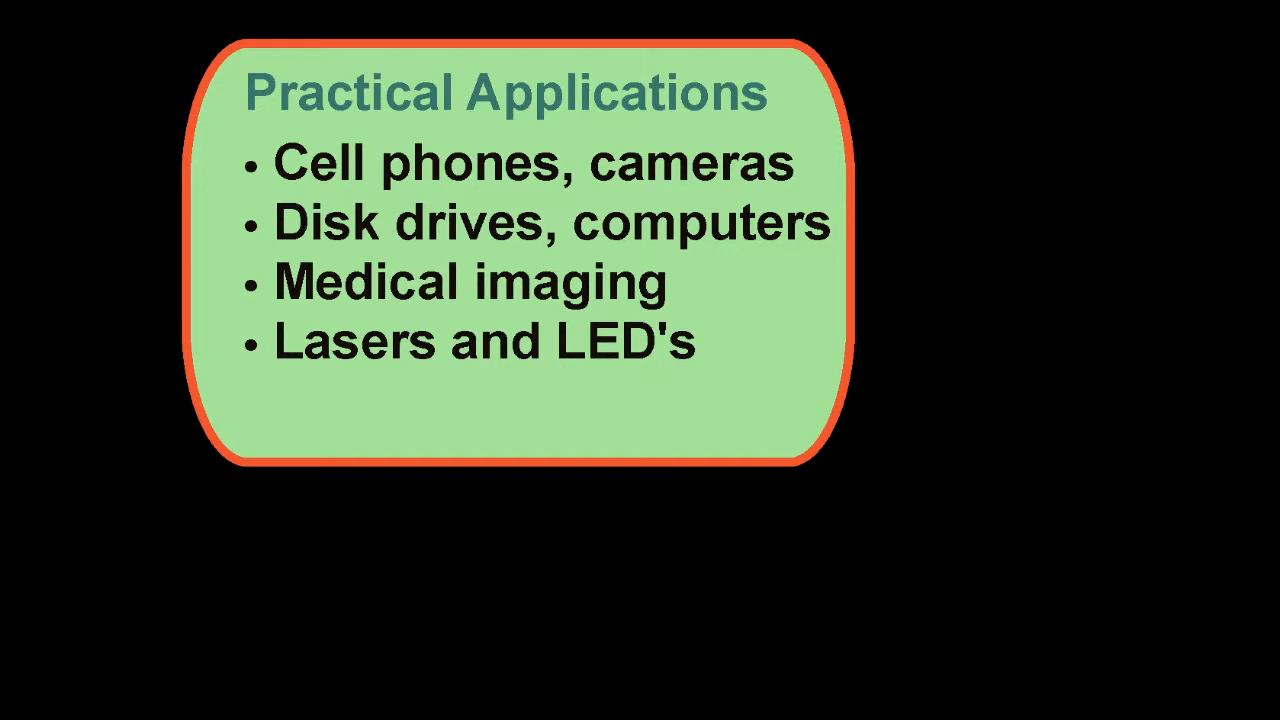 Practical Applications
• Cell phones, cameras
• Disk drives, computers
• Medical imaging
• Lasers and LED's